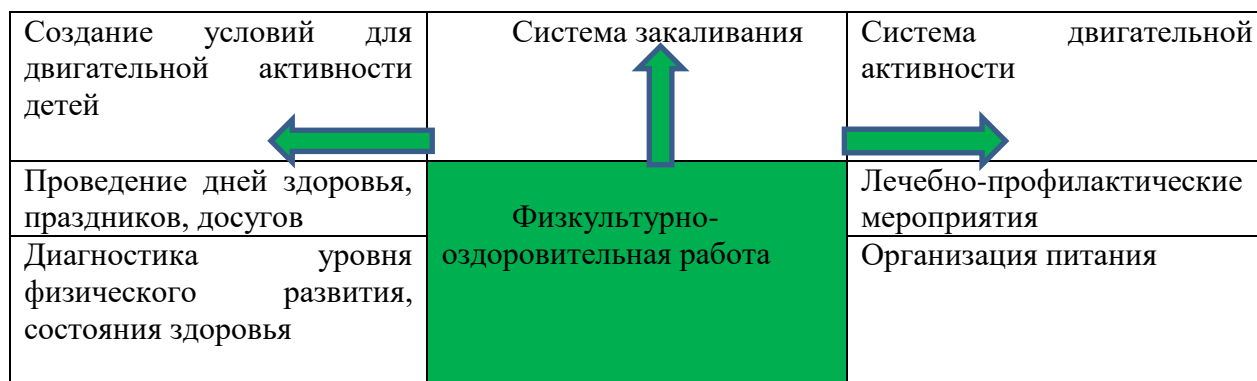 Создание условий для
двигательной активности
детей
Система закаливания
Система двигательной
активности
Проведение дней здоровья,
праздников, досугов
Физкультурно-
оздоровительная работа
Лечебно-профилактические
мероприятия
Диагностика уровня
физического развития,
состояния здоровья
Организация питания